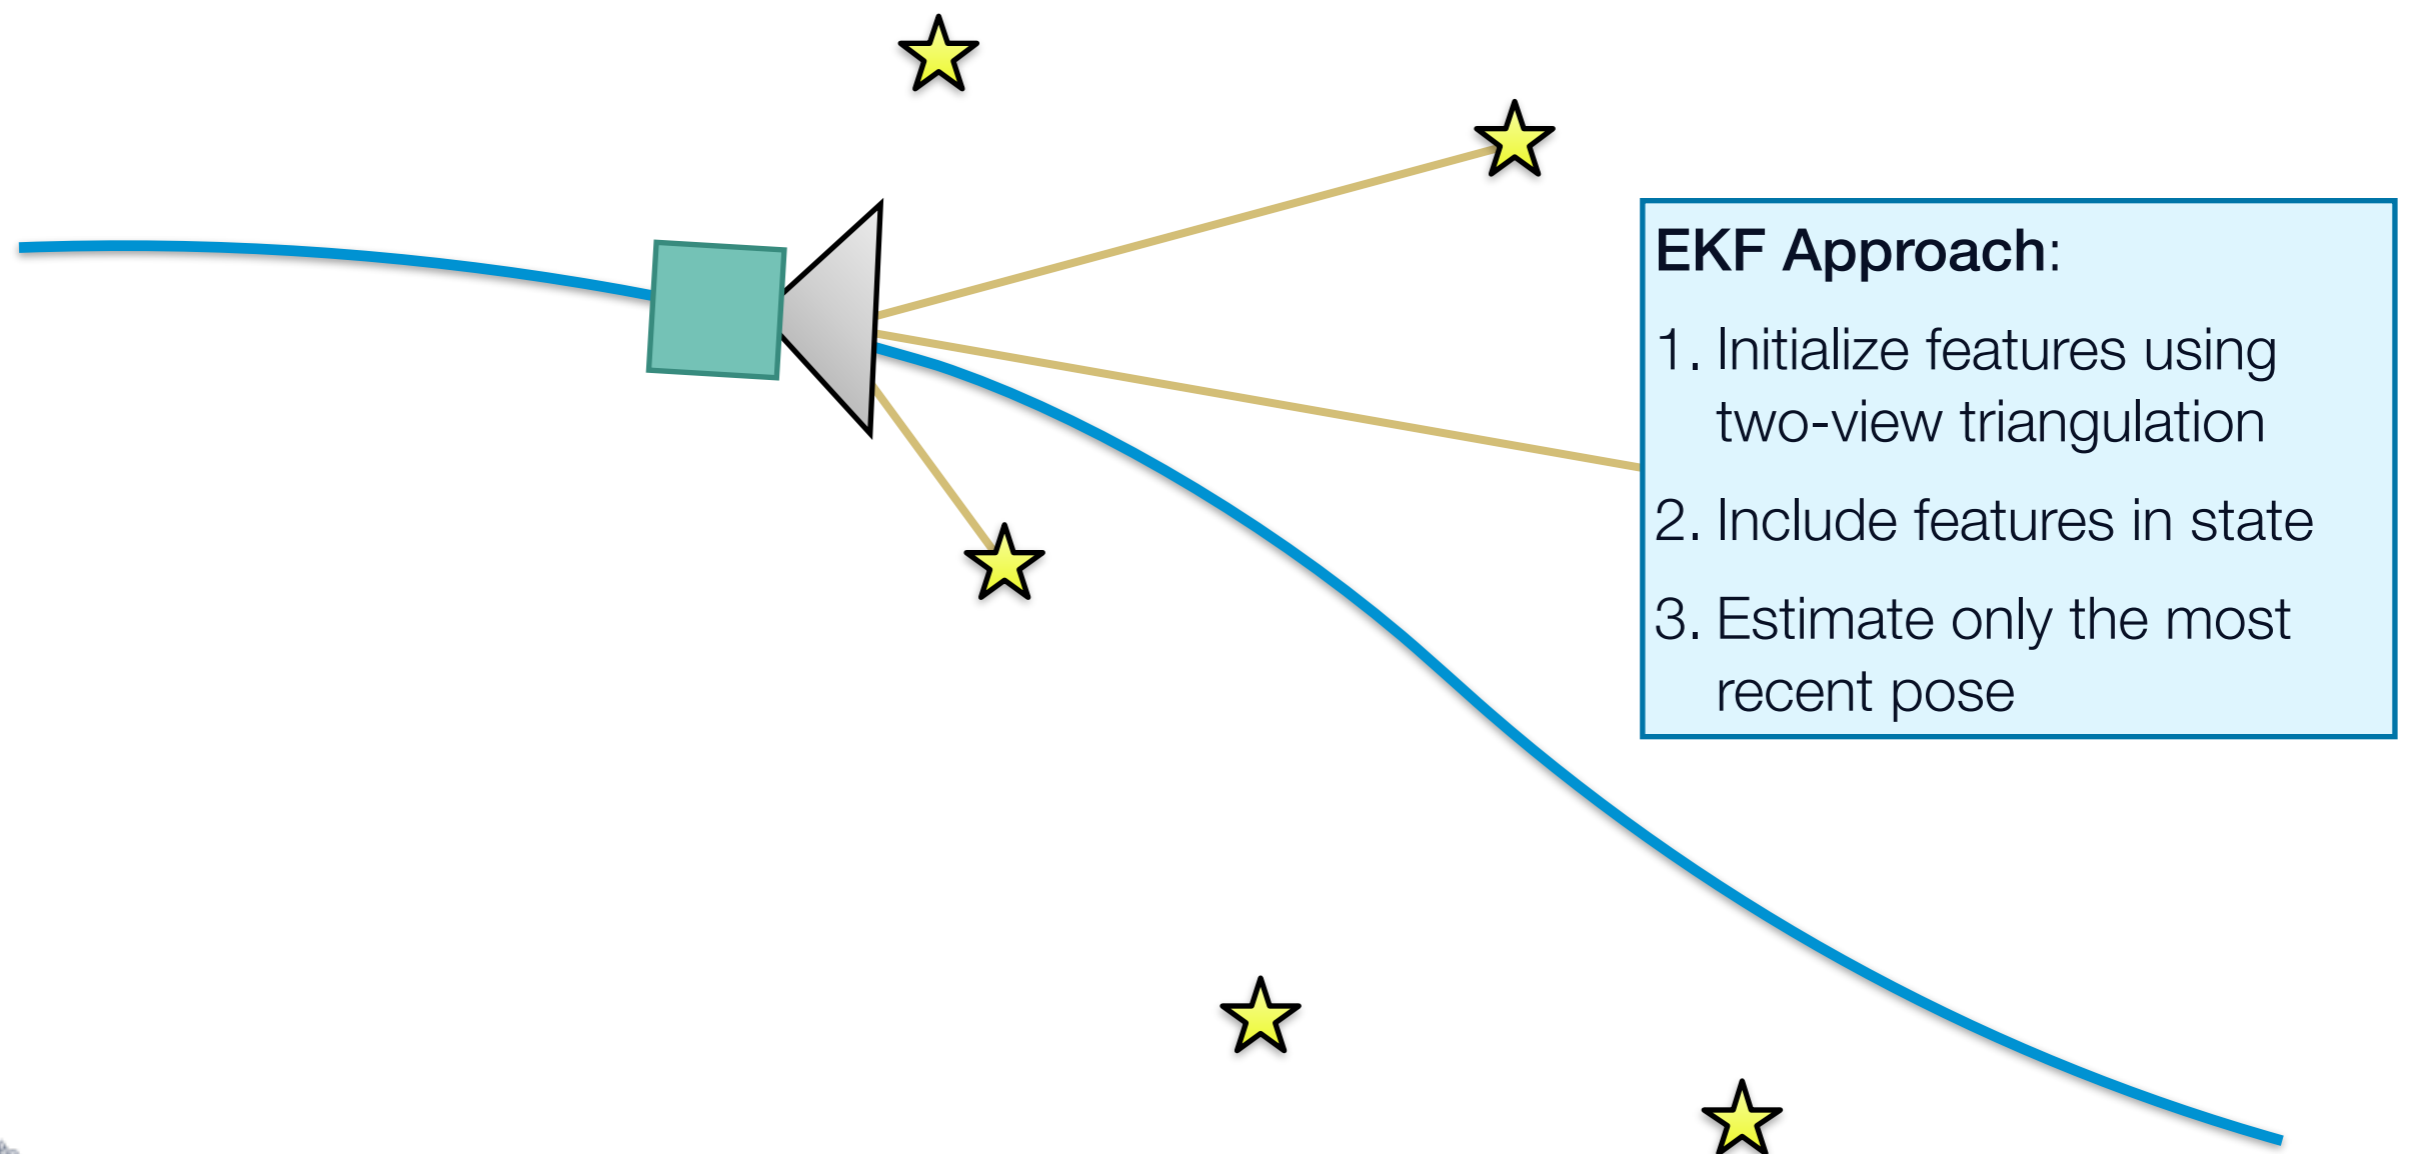 EKF Approach:
1. Initialize features using
two-view triangulation
2. Include features in state
3. Estimate only the most
recent pose